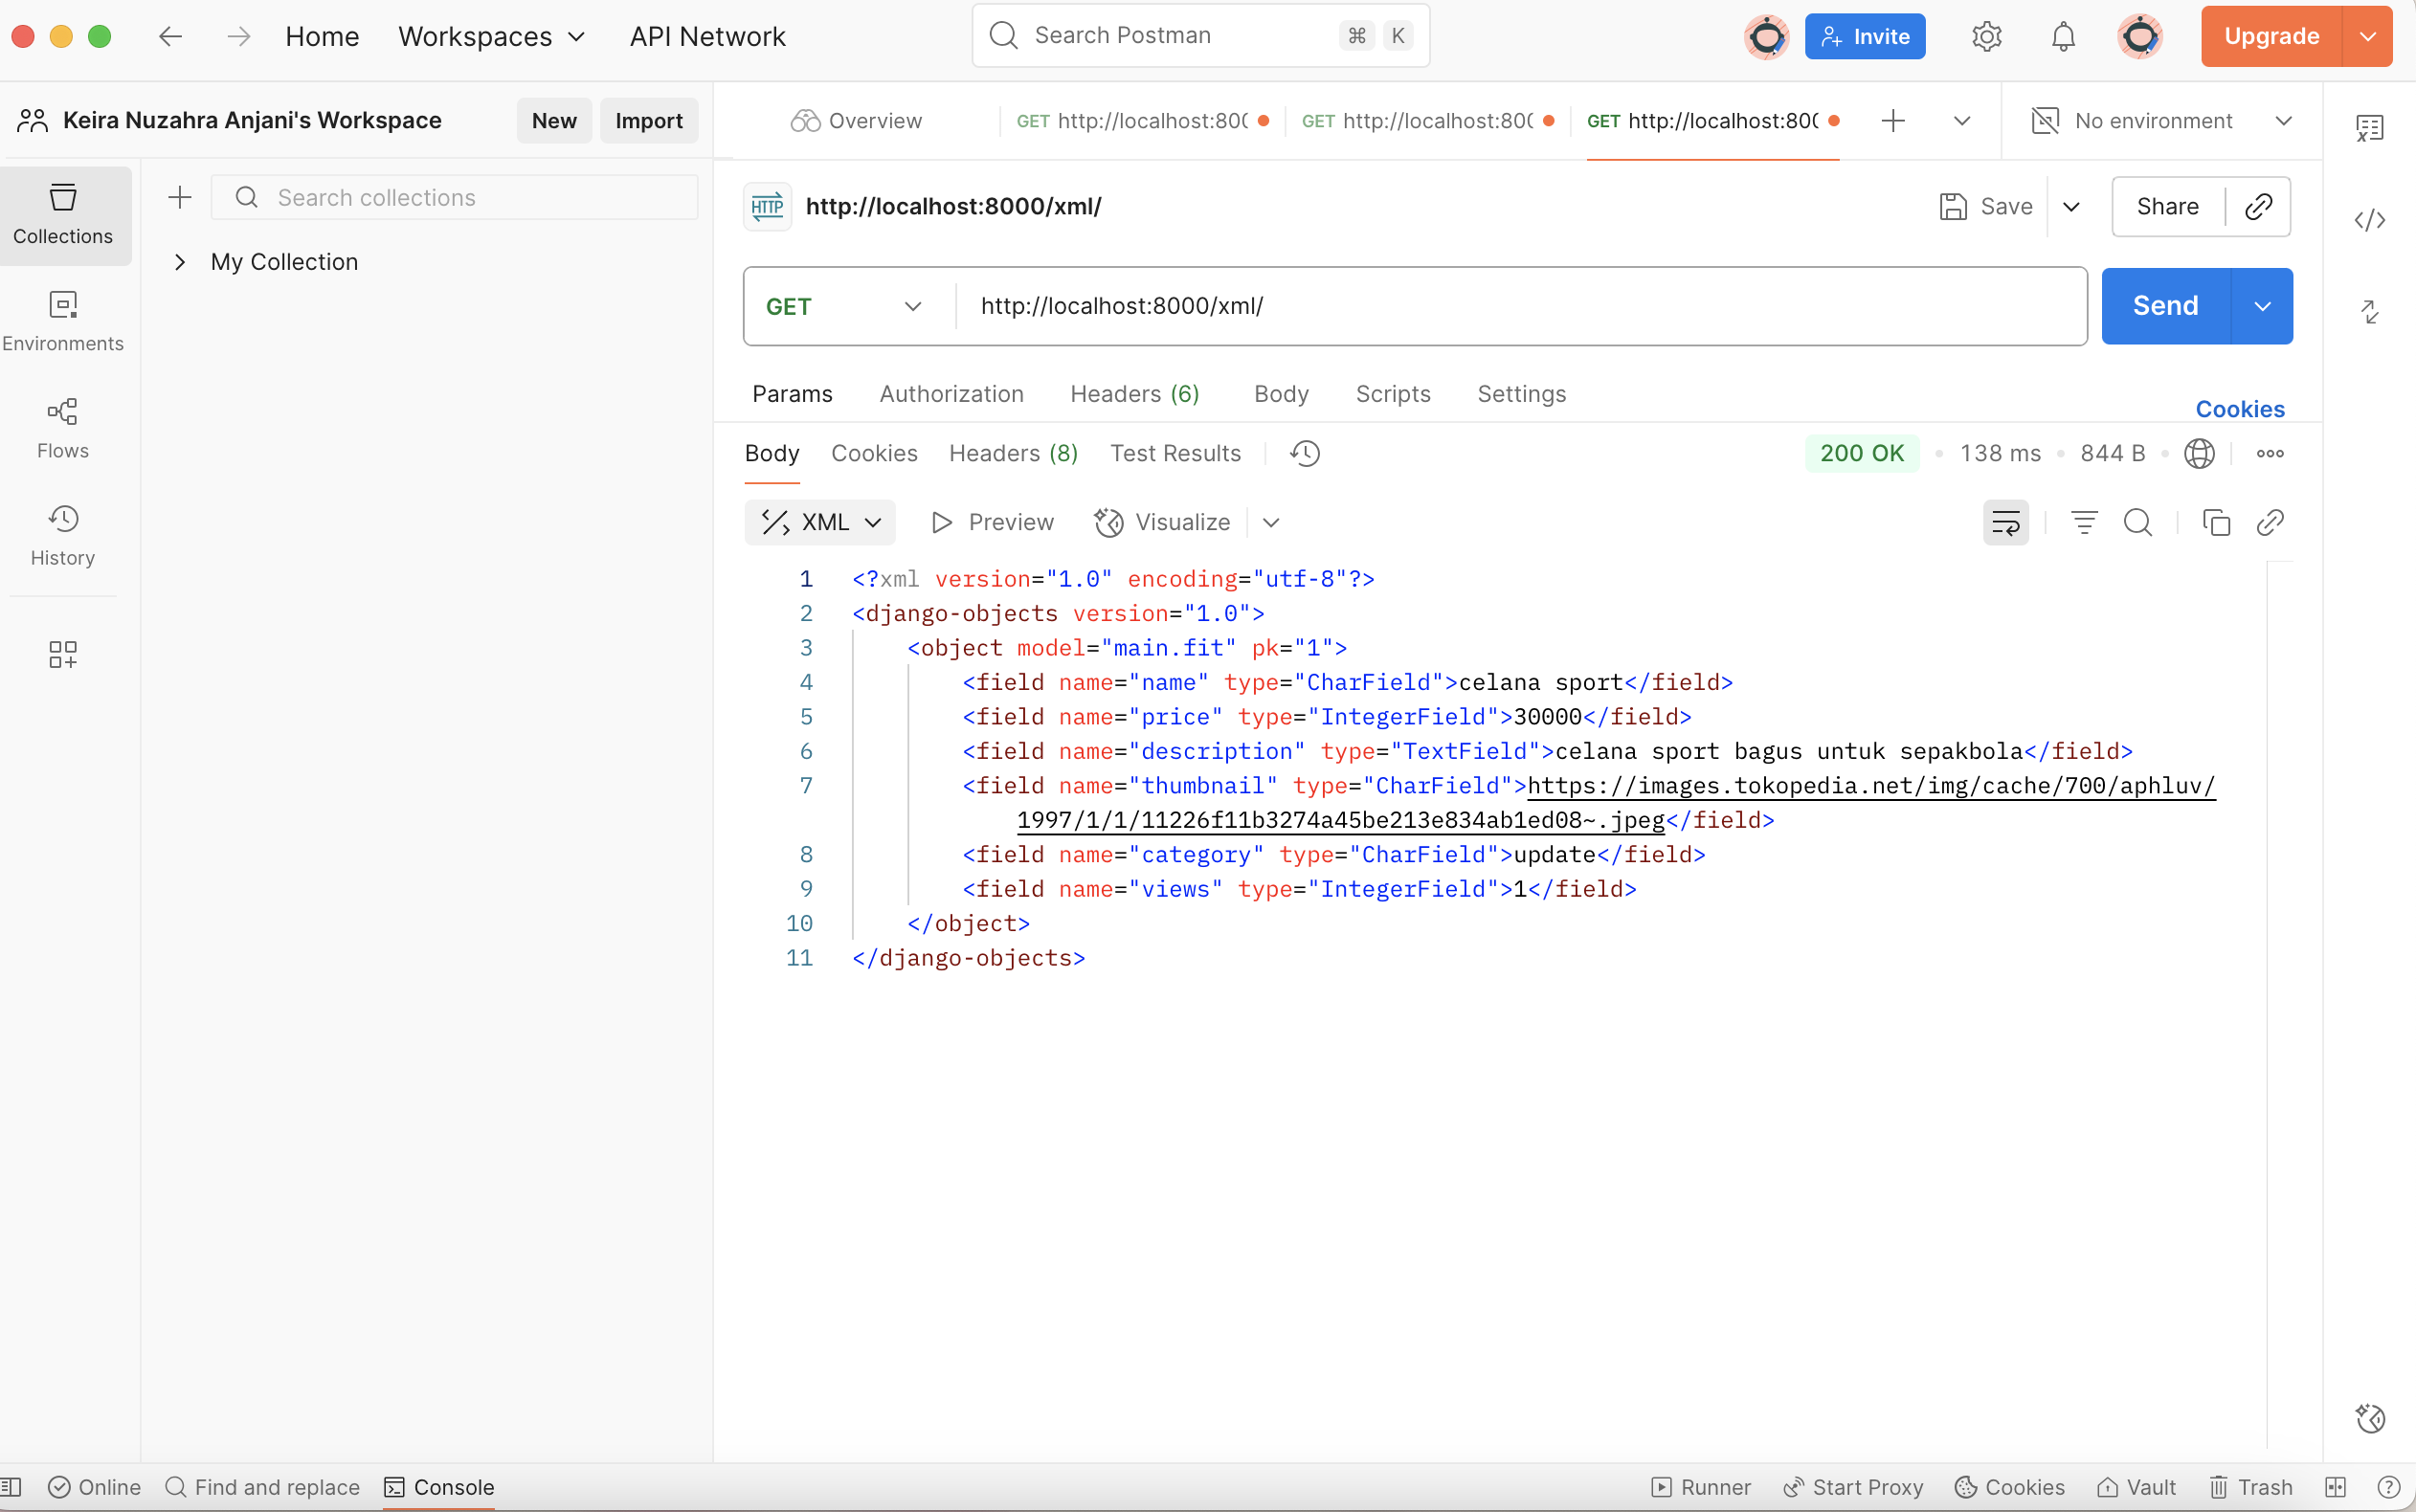 Home Workspaces API Network Search Postman ⌘ K Invite Upgrade
Keira Nuzahra Anjani's Workspace New Import Overview GET http://localhost:800 GET http://localhost:800 GET http://localhost:800 No environment
Collections
Search collections
My Collection
Environments
Flows
History
HTTP http://localhost:8000/xml/ Save Share
GET http://localhost:8000/xml/ Send
Params Authorization Headers (6) Body Scripts Settings Cookies
Body Cookies Headers (8) Test Results 200 OK • 138 ms • 844 B •
XML Preview Visualize
1 <?xml version="1.0" encoding="utf-8"?>
2 <django-objects version="1.0">
3 <object model="main.fit" pk="1">
4 <field name="name" type="CharField">celana sport</field>
5 <field name="price" type="IntegerField">30000</field>
6 <field name="description" type="TextField">celana sport bagus untuk sepakbola</field>
7 <field name="thumbnail" type="CharField">https://images.tokopedia.net/img/cache/700/aphluv/
1997/1/1/11226f11b3274a45be213e834ab1ed08~.jpeg</field>
8 <field name="category" type="CharField">update</field>
9 <field name="views" type="IntegerField">1</field>
10 </object>
11 </django-objects>
Online Find and replace Console Runner Start Proxy Cookies Vault Trash